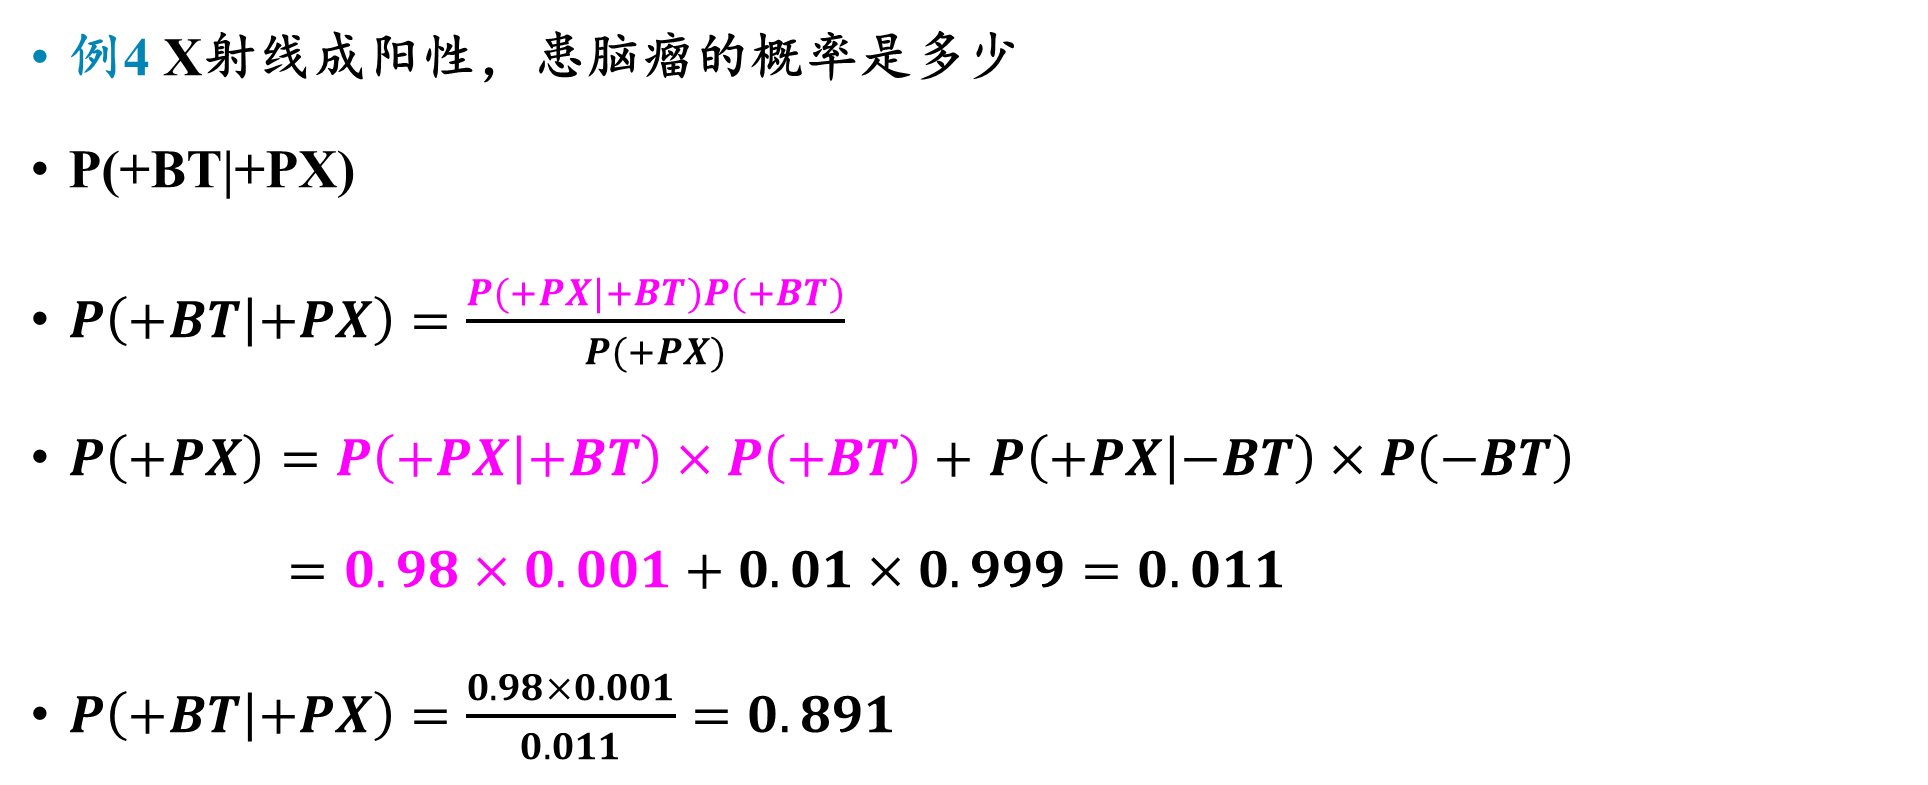 • 例4 X射线成阳性，患脑瘤的概率是多少
• P(+BT|+PX)
• P(+BT|+PX) = P(+PX|+BT)P(+BT) / P(+PX)
• P(+PX) = P(+PX|+BT) × P(+BT) + P(+PX|−BT) × P(−BT)
= 0.98 × 0.001 + 0.01 × 0.999 = 0.011
• P(+BT|+PX) = 0.98×0.001 / 0.011 = 0.891